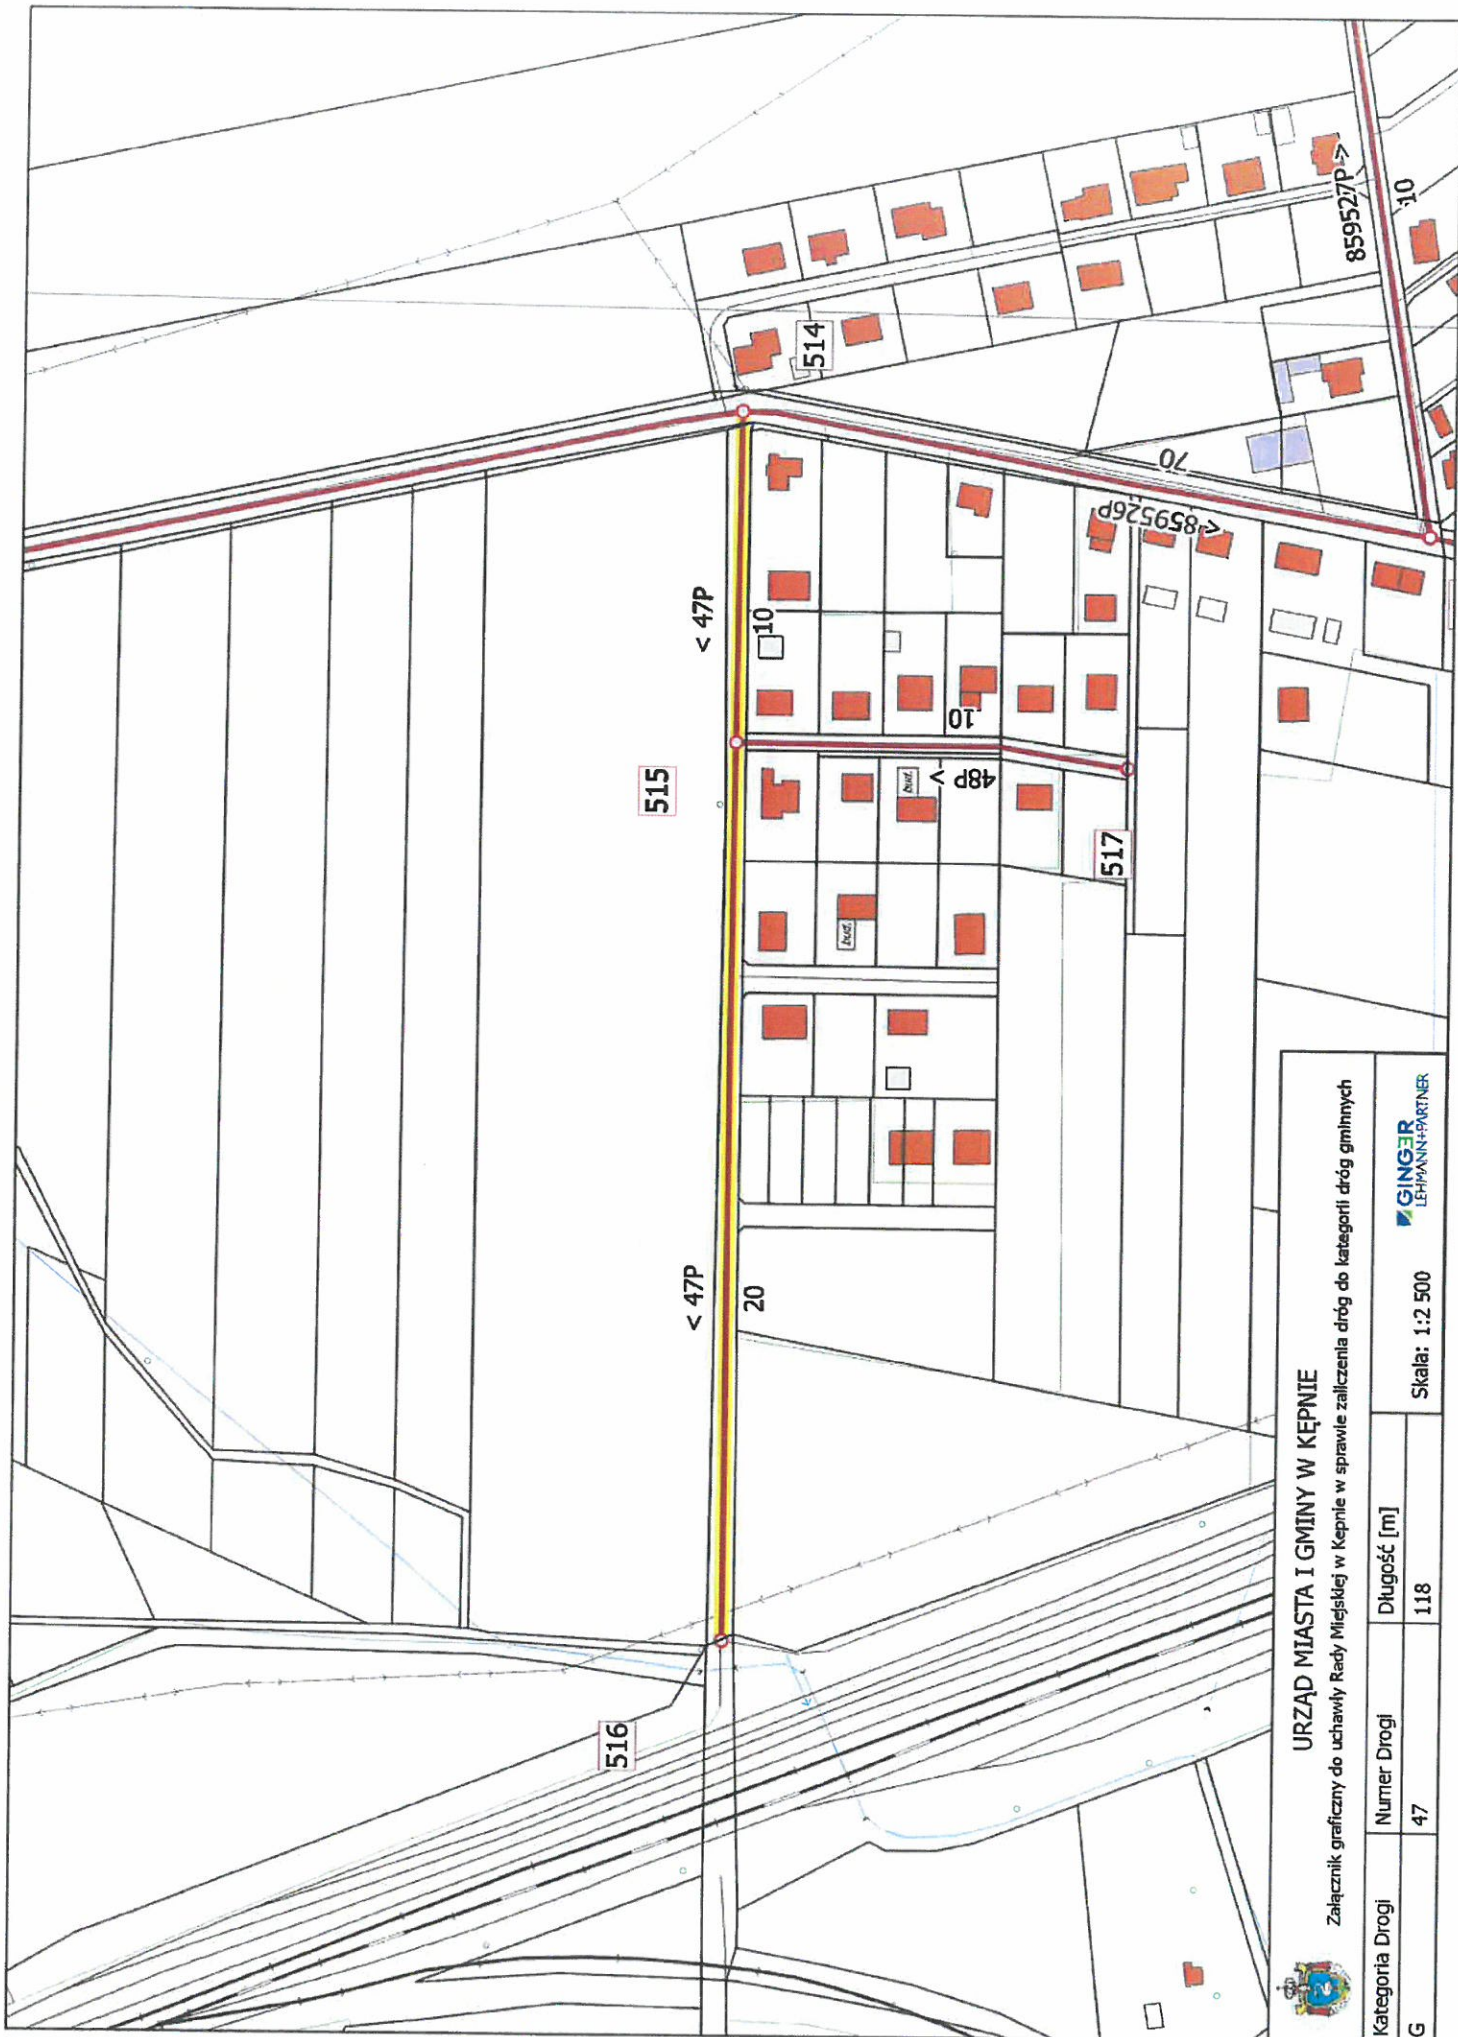 859527P >
10
514
70
< 859526P
< 47P
10
515
10
48P >
bud.
bud.
517
< 47P
20
516
URZĄD MIASTA I GMINY W KĘPNIE
Załącznik graficzny do uchawły Rady Miejskiej w Kępnie w sprawie zaliczenia dróg do kategorii dróg gminnych
Kategoria Drogi Numer Drogi Długość [m]
G 47 118 Skala: 1:2 500
GINGER
LEHMANN+PARTNER